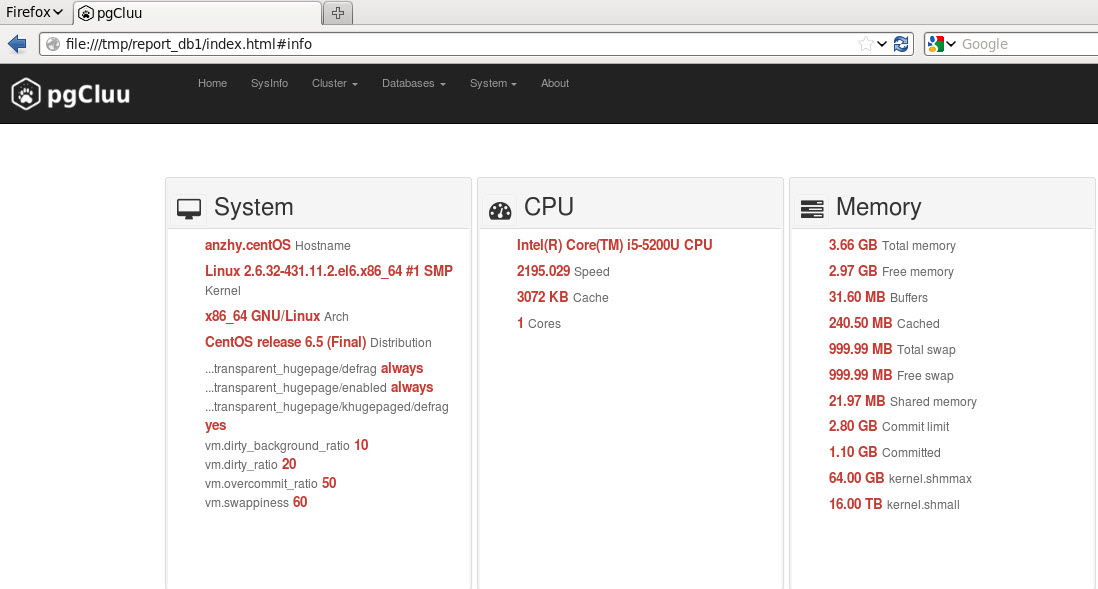 Firefox
pgCluu
file:///tmp/report_db1/index.html#info
Google
pgCluu
Home SysInfo Cluster Databases System About
System
anzhy.centOS Hostname
Linux 2.6.32-431.11.2.el6.x86_64 #1 SMP
Kernel
x86_64 GNU/Linux Arch
CentOS release 6.5 (Final) Distribution
...transparent_hugepage/defrag always
...transparent_hugepage/enabled always
...transparent_hugepage/khugepaged/defrag
yes
vm.dirty_background_ratio 10
vm.dirty_ratio 20
vm.overcommit_ratio 50
vm.swappiness 60
CPU
Intel(R) Core(TM) i5-5200U CPU
2195.029 Speed
3072 KB Cache
1 Cores
Memory
3.66 GB Total memory
2.97 GB Free memory
31.60 MB Buffers
240.50 MB Cached
999.99 MB Total swap
999.99 MB Free swap
21.97 MB Shared memory
2.80 GB Commit limit
1.10 GB Committed
64.00 GB kernel.shmmax
16.00 TB kernel.shmall